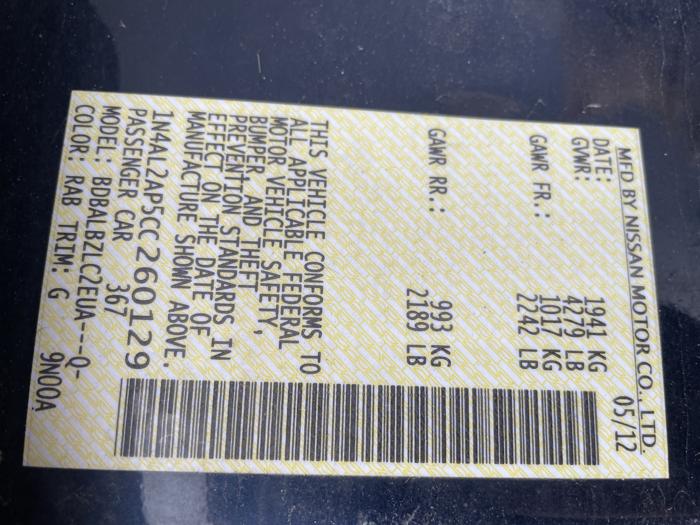 MFD BY NISSAN MOTOR CO., LTD.
DATE: 05/12
GVWR: 1941 KG
4279 LB
GAWR FR.: 1017 KG
2242 LB
GAWR RR.: 993 KG
2189 LB
THIS VEHICLE CONFORMS TO
ALL APPLICABLE FEDERAL
MOTOR VEHICLE SAFETY,
BUMPER AND THEFT
PREVENTION STANDARDS IN
EFFECT ON THE DATE OF
MANUFACTURE SHOWN ABOVE.
1N4AL2AP5CC260129
PASSENGER CAR 367
MODEL: BDBALBZLCZEUA---Q-
COLOR: RAB TRIM: G 9N00A